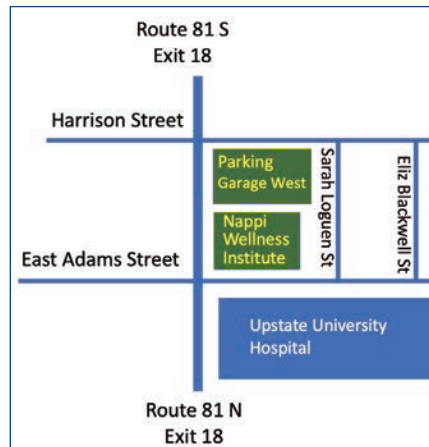 Route 81 S
Exit 18
Harrison Street
Parking
Garage West
Sarah Loguen St
Eliz Blackwell St
Nappi
Wellness
Institute
East Adams Street
Upstate University
Hospital
Route 81 N
Exit 18